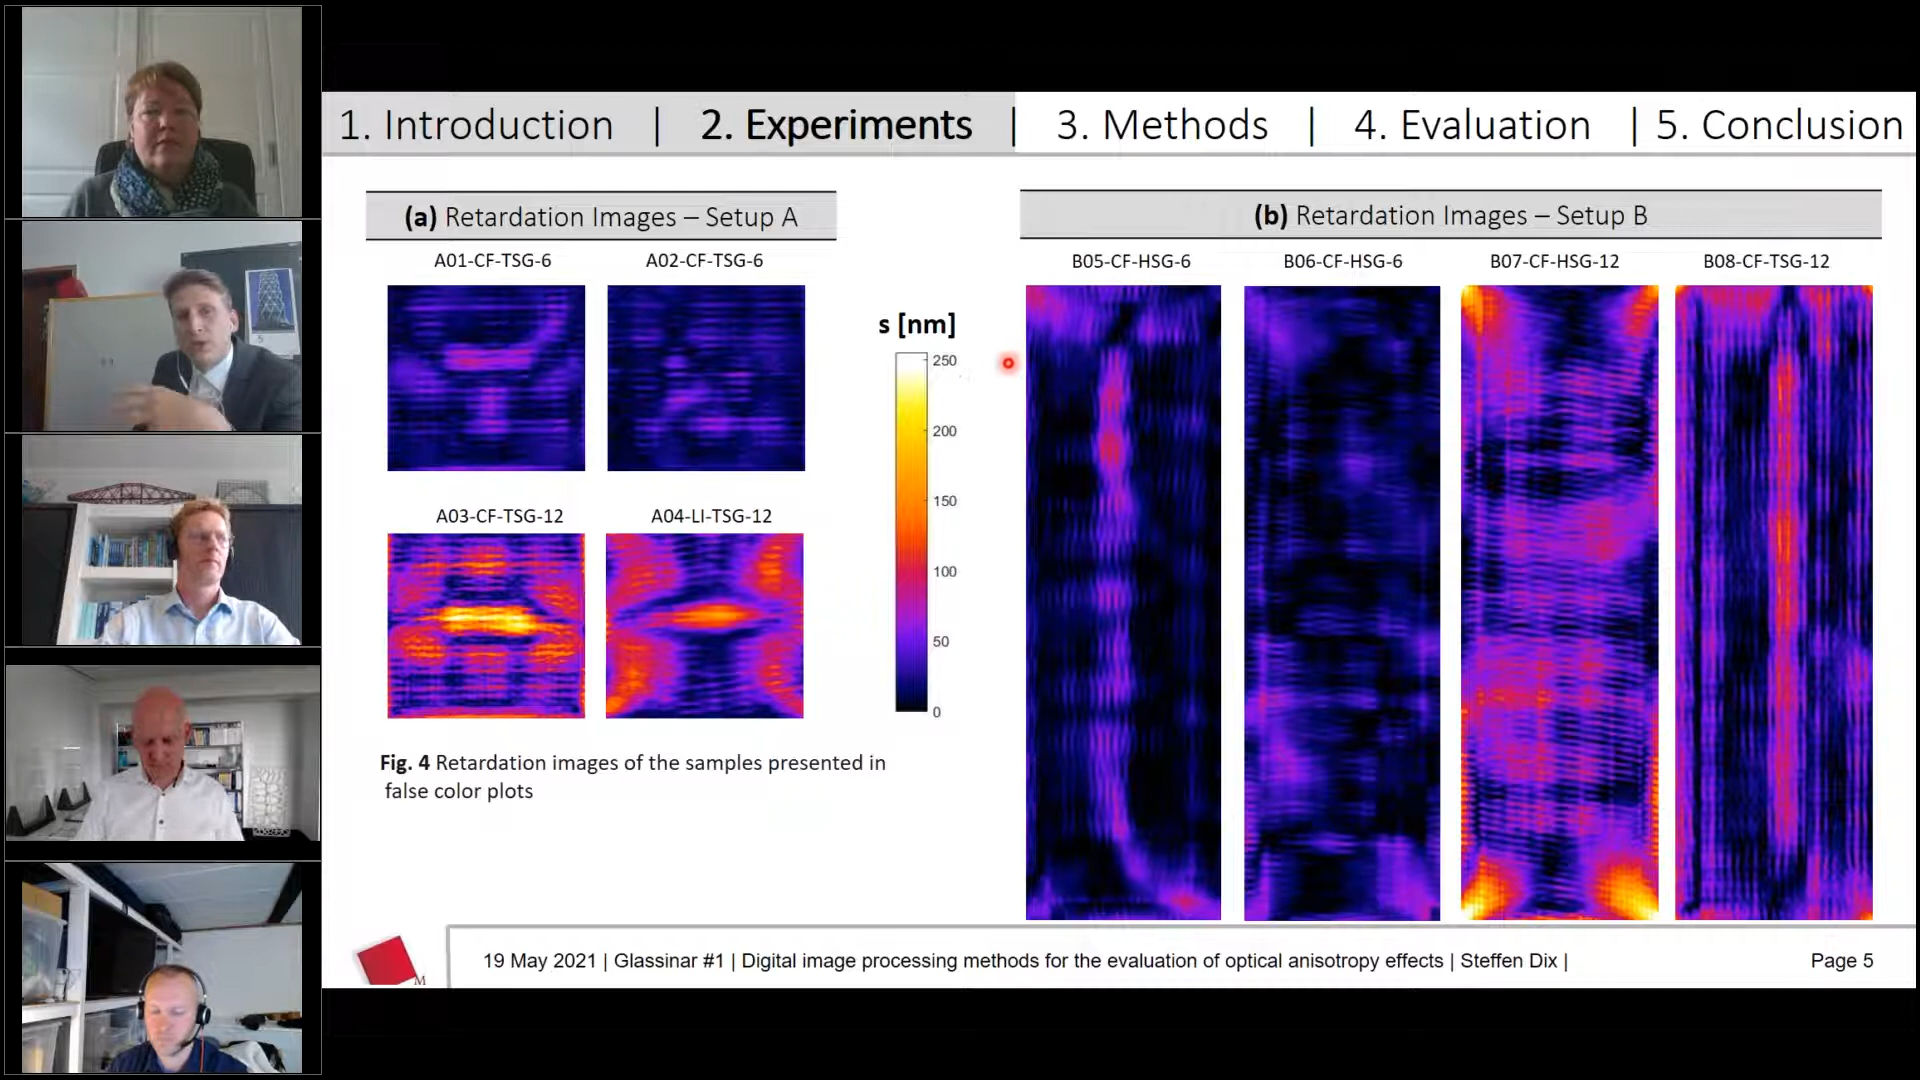 1. Introduction | 2. Experiments | 3. Methods | 4. Evaluation | 5. Conclusion
(a) Retardation Images – Setup A
A01-CF-TSG-6 A02-CF-TSG-6
A03-CF-TSG-12 A04-LI-TSG-12
s [nm]
250
200
150
100
50
0
Fig. 4 Retardation images of the samples presented in
false color plots
(b) Retardation Images – Setup B
B05-CF-HSG-6 B06-CF-HSG-6 B07-CF-HSG-12 B08-CF-TSG-12
M
19 May 2021 | Glassinar #1 | Digital image processing methods for the evaluation of optical anisotropy effects | Steffen Dix |
Page 5